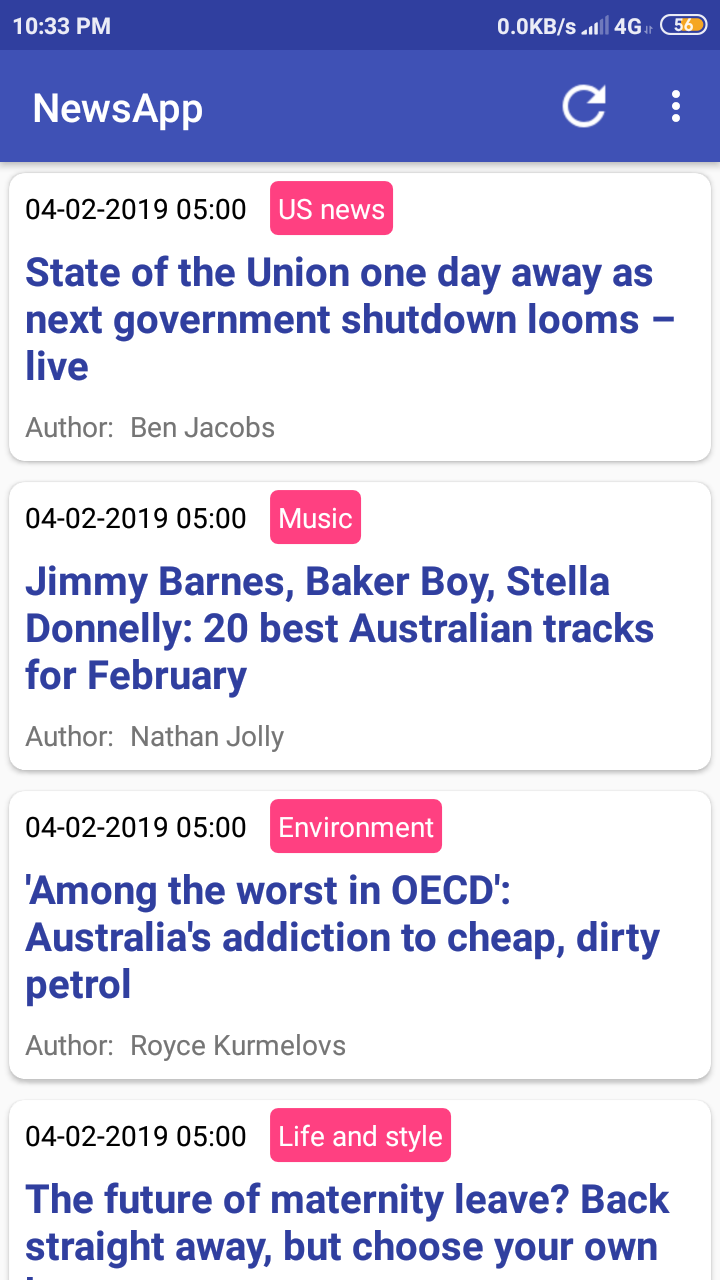 10:33 PM 0.0KB/s 4G 56
NewsApp
04-02-2019 05:00 US news
State of the Union one day away as
next government shutdown looms –
live
Author: Ben Jacobs
04-02-2019 05:00 Music
Jimmy Barnes, Baker Boy, Stella
Donnelly: 20 best Australian tracks
for February
Author: Nathan Jolly
04-02-2019 05:00 Environment
'Among the worst in OECD':
Australia's addiction to cheap, dirty
petrol
Author: Royce Kurmelovs
04-02-2019 05:00 Life and style
The future of maternity leave? Back
straight away, but choose your own